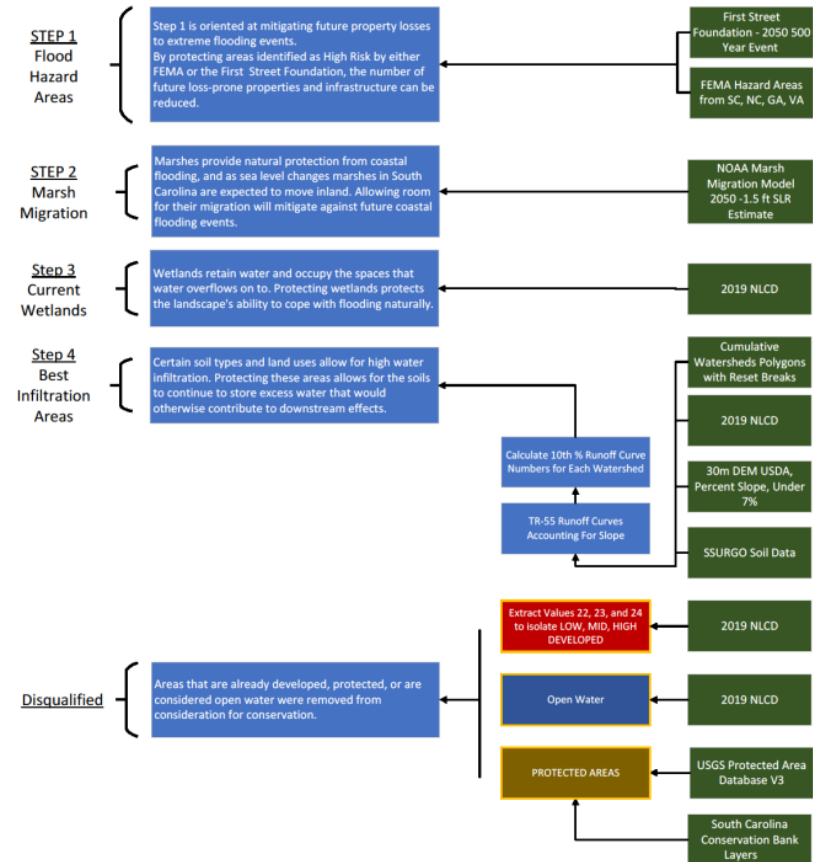 STEP 1
Flood
Hazard
Areas
Step 1 is oriented at mitigating future property losses
to extreme flooding events.
By protecting areas identified as High Risk by either
FEMA or the First Street Foundation, the number of
future loss-prone properties and infrastructure can be
reduced.
First Street
Foundation - 2050 500
Year Event
FEMA Hazard Areas
from SC, NC, GA, VA
STEP 2
Marsh
Migration
Marshes provide natural protection from coastal
flooding, and as sea level changes marshes in South
Carolina are expected to move inland. Allowing room
for their migration will mitigate against future coastal
flooding events.
NOAA Marsh
Migration Model
2050 -1.5 ft SLR
Estimate
Step 3
Current
Wetlands
Wetlands retain water and occupy the spaces that
water overflows on to. Protecting wetlands protects
the landscape's ability to cope with flooding naturally.
2019 NLCD
Step 4
Best
Infiltration
Areas
Certain soil types and land uses allow for high water
infiltration. Protecting these areas allows for the soils
to continue to store excess water that would
otherwise contribute to downstream effects.
Calculate 10th % Runoff Curve
Numbers for Each Watershed
TR-55 Runoff Curves
Accounting For Slope
Cumulative
Watersheds Polygons
with Reset Breaks
2019 NLCD
30m DEM USDA,
Percent Slope, Under
7%
SSURGO Soil Data
Disqualified
Areas that are already developed, protected, or are
considered open water were removed from
consideration for conservation.
Extract Values 22, 23, and 24
to isolate LOW, MID, HIGH
DEVELOPED
2019 NLCD
Open Water
2019 NLCD
PROTECTED AREAS
USGS Protected Area
Database V3
South Carolina
Conservation Bank
Layers